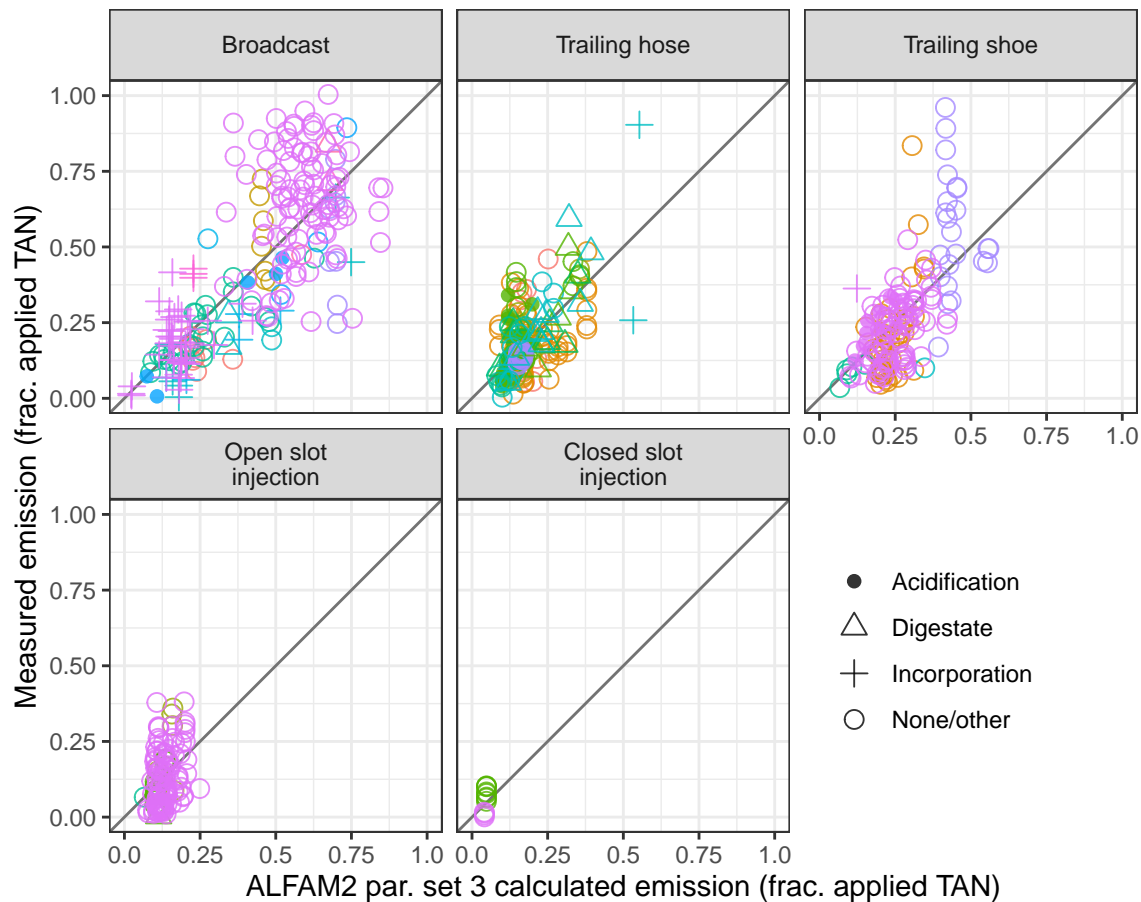 Broadcast
Trailing hose
Trailing shoe
1.00
0.75
0.50
0.25
0.00
0.0 0.25 0.50 0.75 1.0
Open slot
injection
Closed slot
injection
1.00
0.75
0.50
0.25
0.00
0.0 0.25 0.50 0.75 1.0
0.0 0.25 0.50 0.75 1.0
Measured emission (frac. applied TAN)
ALFAM2 par. set 3 calculated emission (frac. applied TAN)
Acidification
Digestate
Incorporation
None/other